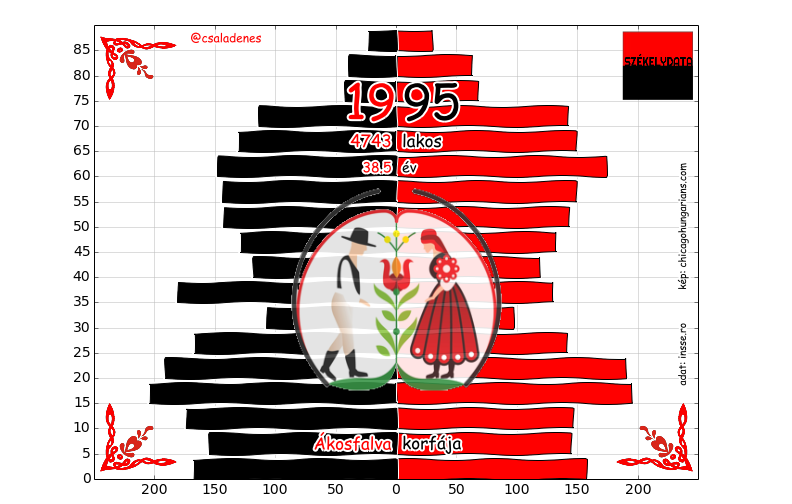 @csaladenes
SZÉKELYDATA
1995
4743 lakos
38.5 év
kép: chicagohungarians.com
adat: insse.ro
Ákosfalva korfája
85
80
75
70
65
60
55
50
45
40
35
30
25
20
15
10
5
0
200 150 100 50 0 50 100 150 200